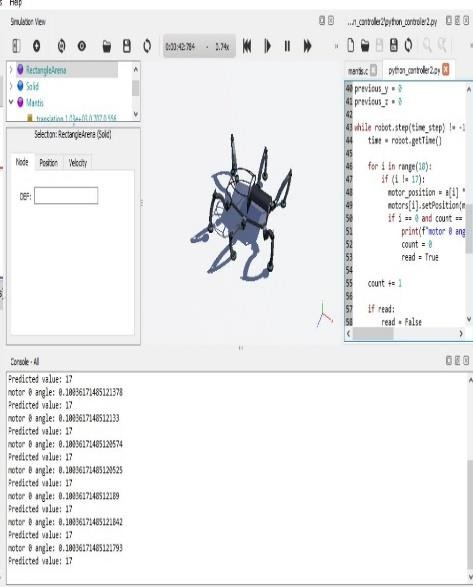 Help
Simulation View
...n_controller2\python_controller2.py
0:00:42:784 - 0.74x
RectangleArena
Solid
Mantis
translation 1.03e+03 0.707 0.556
Selection: RectangleArena (Solid)
Node Position Velocity
DEF:
mantis.c python_controller2.py
40 previous_y = 0
41 previous_z = 0
42
43 while robot.step(time_step) != -1
44 time = robot.getTime()
45
46 for i in range(18):
47 if (i != 17):
48 motor_position = a[i] *
49 motors[i].setPosition(m
50 if i == 0 and count ==
51 print(f"motor 0 ang
52 count = 0
53 read = True
54
55 count += 1
56
57 if read:
58 read = False
Console - All
Predicted value: 17
motor 0 angle: 0.10036171485121378
Predicted value: 17
motor 0 angle: 0.1003617148512133
Predicted value: 17
motor 0 angle: 0.10036171485120574
Predicted value: 17
motor 0 angle: 0.10036171485120525
Predicted value: 17
motor 0 angle: 0.1003617148512189
Predicted value: 17
motor 0 angle: 0.10036171485121842
Predicted value: 17
motor 0 angle: 0.10036171485121793
Predicted value: 17